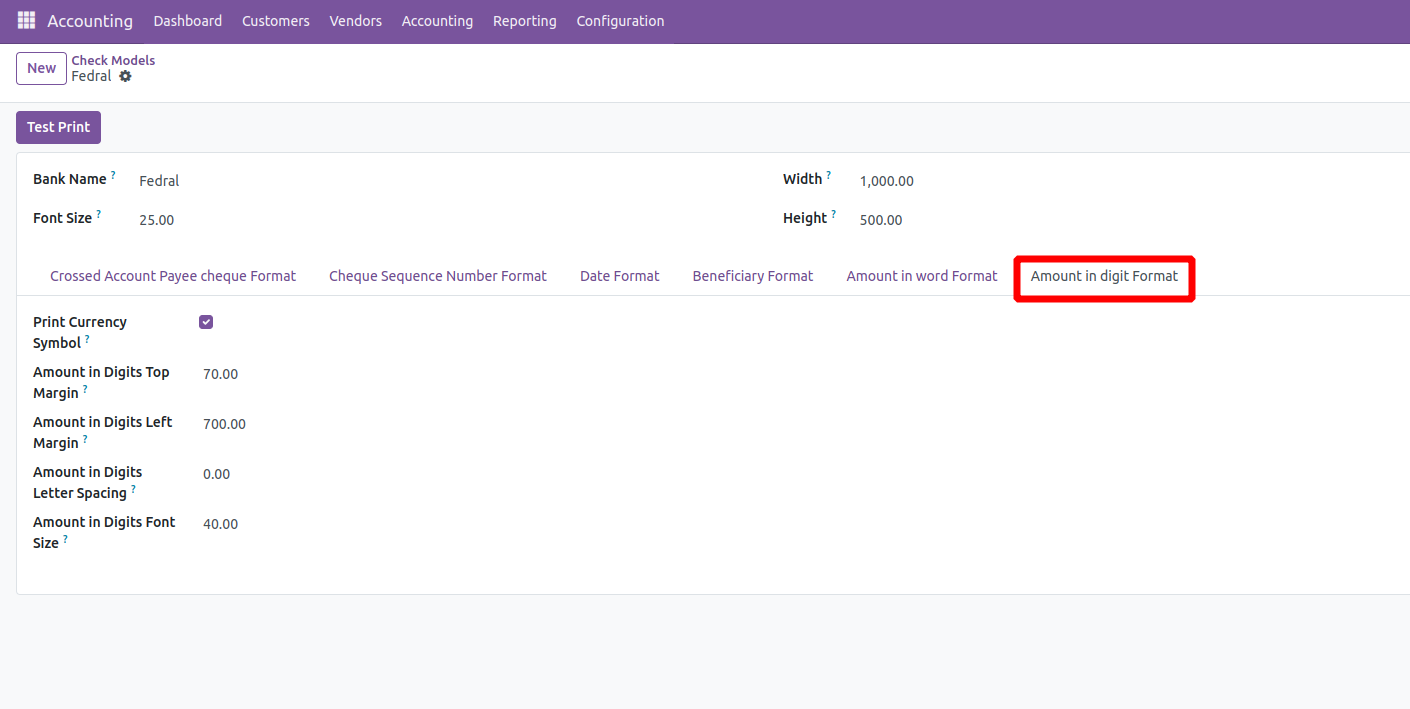 Accounting Dashboard Customers Vendors Accounting Reporting Configuration
New
Check Models
Fedral
Test Print
Bank Name ? Fedral
Width ? 1,000.00
Font Size ? 25.00
Height ? 500.00
Crossed Account Payee cheque Format Cheque Sequence Number Format Date Format Beneficiary Format Amount in word Format Amount in digit Format
Print Currency
Symbol ?
Amount in Digits Top
Margin ?
70.00
Amount in Digits Left
Margin ?
700.00
Amount in Digits
Letter Spacing ?
0.00
Amount in Digits Font
Size ?
40.00